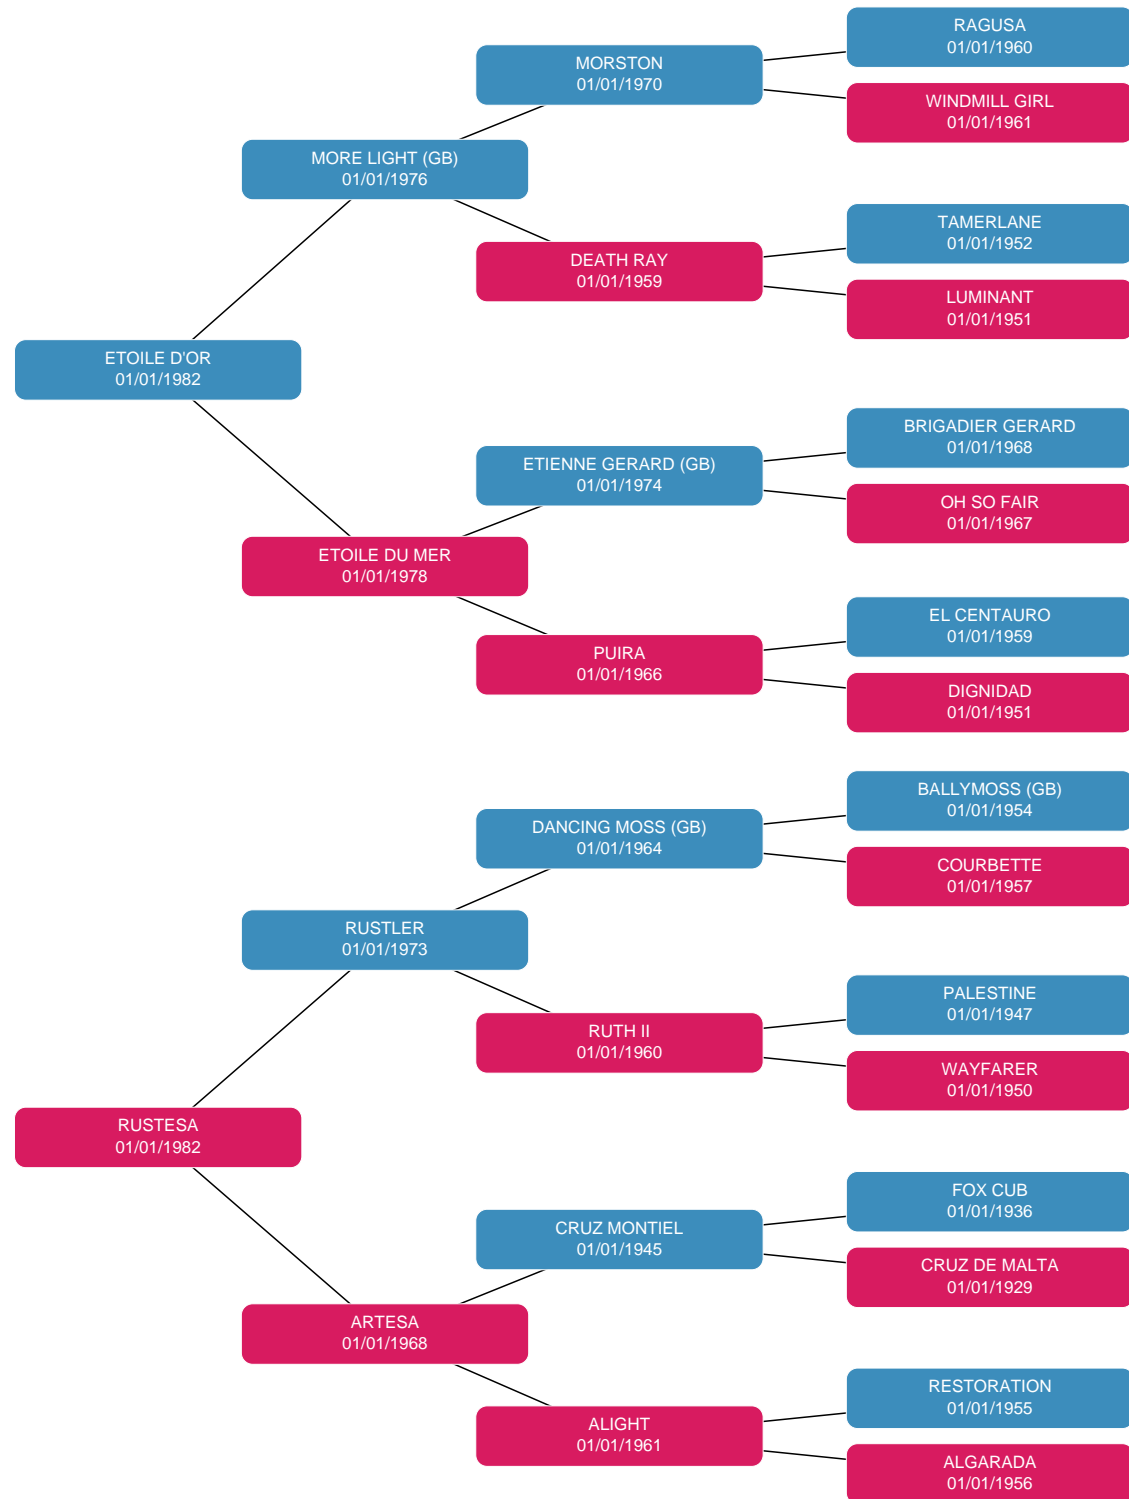 RAGUSA
01/01/1960
MORSTON
01/01/1970
WINDMILL GIRL
01/01/1961
MORE LIGHT (GB)
01/01/1976
TAMERLANE
01/01/1952
DEATH RAY
01/01/1959
LUMINANT
01/01/1951
ETOILE D'OR
01/01/1982
BRIGADIER GERARD
01/01/1968
ETIENNE GERARD (GB)
01/01/1974
OH SO FAIR
01/01/1967
ETOILE DU MER
01/01/1978
EL CENTAURO
01/01/1959
PUIRA
01/01/1966
DIGNIDAD
01/01/1951
BALLYMOSS (GB)
01/01/1954
DANCING MOSS (GB)
01/01/1964
COURBETTE
01/01/1957
RUSTLER
01/01/1973
PALESTINE
01/01/1947
RUTH II
01/01/1960
WAYFARER
01/01/1950
RUSTESA
01/01/1982
FOX CUB
01/01/1936
CRUZ MONTIEL
01/01/1945
CRUZ DE MALTA
01/01/1929
ARTESA
01/01/1968
RESTORATION
01/01/1955
ALIGHT
01/01/1961
ALGARADA
01/01/1956